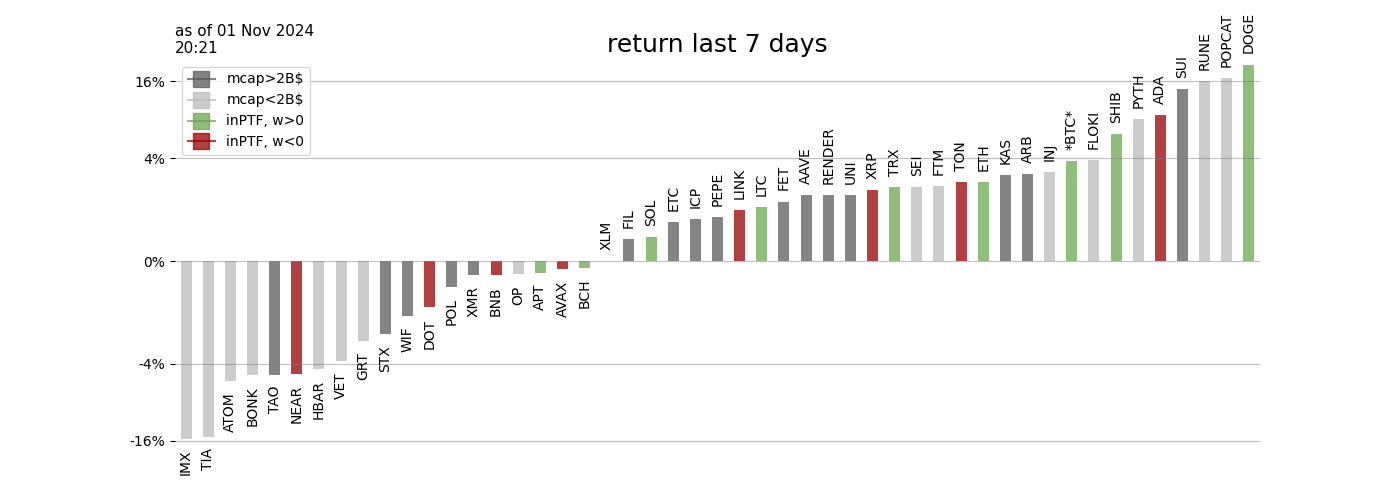 as of 01 Nov 2024
20:21
return last 7 days
mcap>2B$
mcap<2B$
inPTF, w>0
inPTF, w<0
16%
4%
0%
-4%
-16%
IMX
TIA
ATOM
BONK
TAO
NEAR
HBAR
VET
GRT
STX
WIF
DOT
POL
XMR
BNB
OP
APT
AVAX
BCH
XLM
FIL
SOL
ETC
ICP
PEPE
LINK
LTC
FET
AAVE
RENDER
UNI
XRP
TRX
SEI
FTM
TON
ETH
KAS
ARB
INJ
*BTC*
FLOKI
SHIB
PYTH
ADA
SUI
RUNE
POPCAT
DOGE